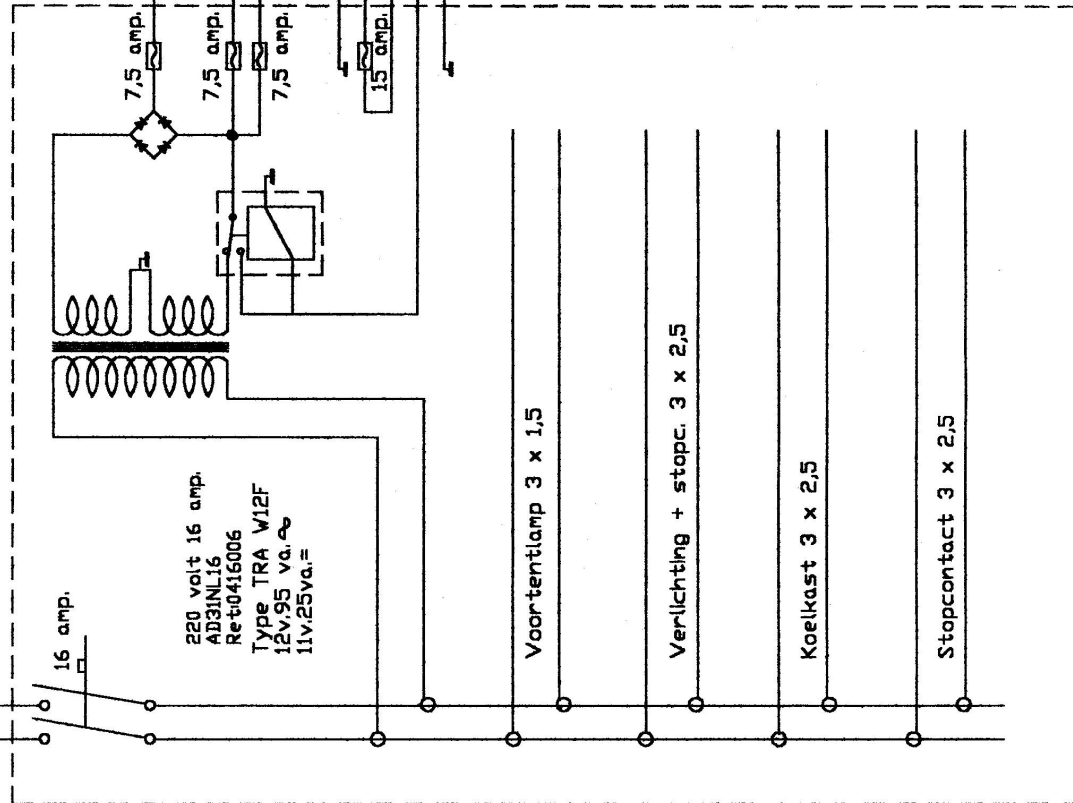 7,5 amp.
7,5 amp.
7,5 amp.
15 amp.
16 amp.
220 volt 16 amp.
AD31NL16
Ret:0416006
Type TRA W12F
12v.95 va.∿
11v.25va.=
Voortentlamp 3 x 1,5
Verlichting + stopc. 3 x 2,5
Koelkast 3 x 2,5
Stopcontact 3 x 2,5